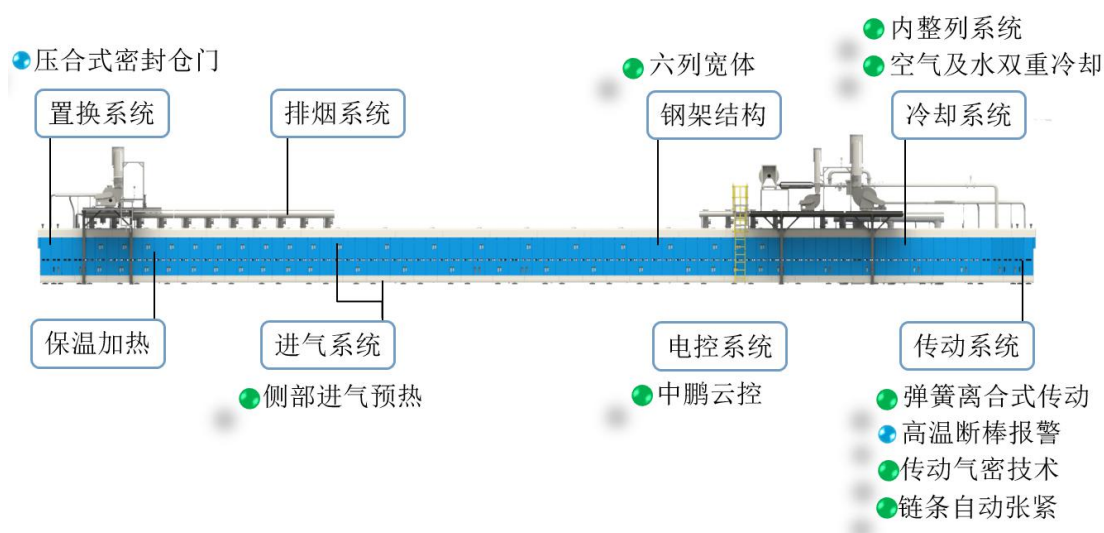 内整列系统
压合式密封仓门
六列宽体
空气及水双重冷却
置换系统
排烟系统
钢架结构
冷却系统
保温加热
进气系统
电控系统
传动系统
侧部进气预热
中鹏云控
弹簧离合式传动
高温断棒报警
传动气密技术
链条自动张紧